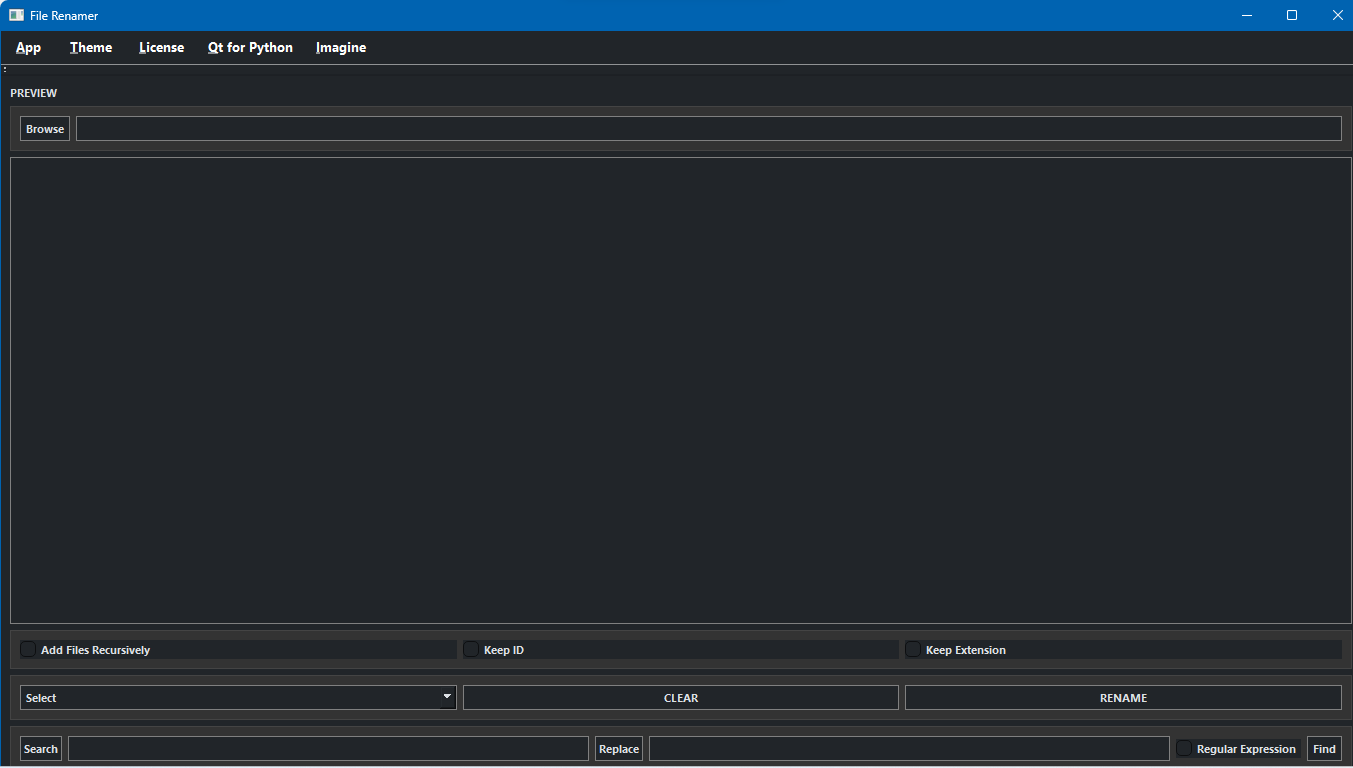 File Renamer
App Theme License Qt for Python Imagine
PREVIEW
Browse
Add Files Recursively Keep ID Keep Extension
Select CLEAR RENAME
Search Replace Regular Expression Find